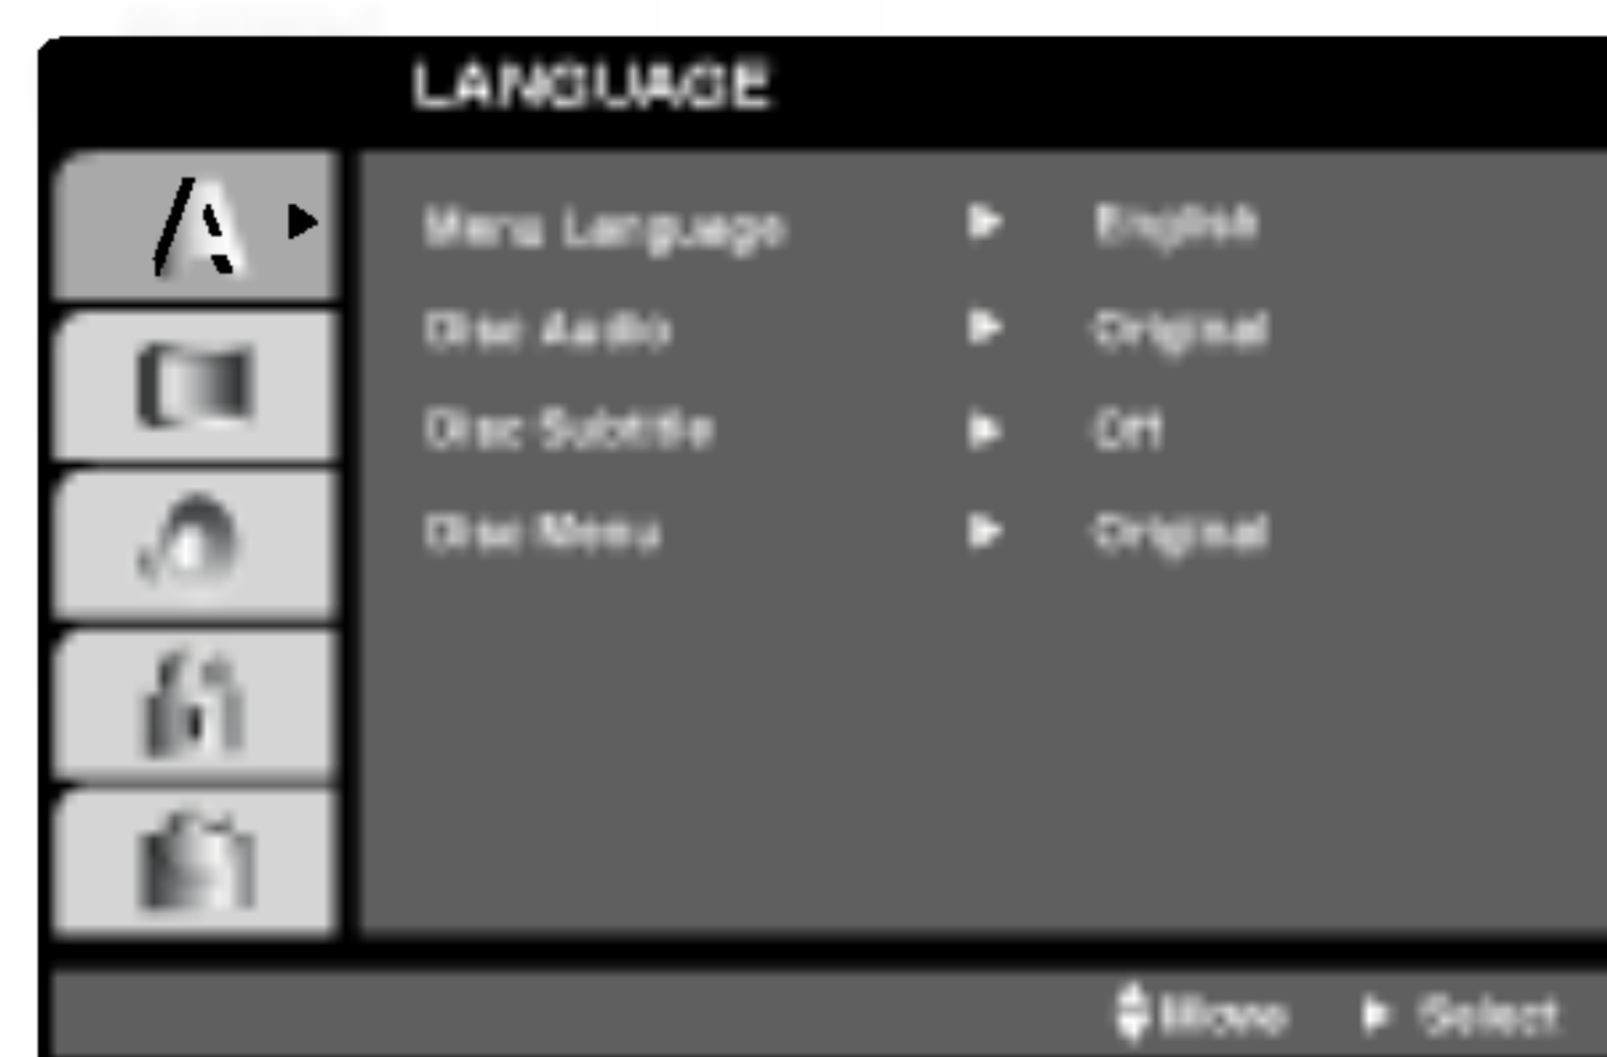 LANGUAGE
Menu Language ▶ English
Disc Audio ▶ Original
Disc Subtitle ▶ Off
Disc Menu ▶ Original
Move ▶ Select